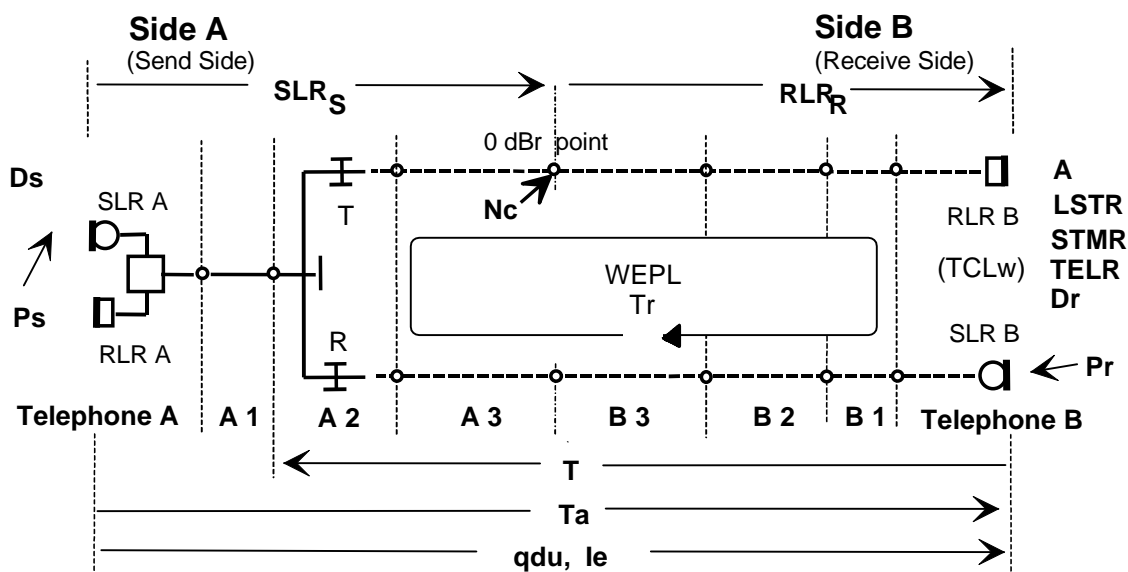 Side A
(Send Side)
Side B
(Receive Side)
SLRS
RLRR
0 dBr point
Ds
SLR A
Nc
T
A
RLR B
LSTR
STMR
WEPL
(TCLw)
TELR
Tr
Dr
Ps
R
SLR B
RLR A
Pr
Telephone A
A 1
A 2
A 3
B 3
B 2
B 1
Telephone B
T
Ta
qdu, Ie